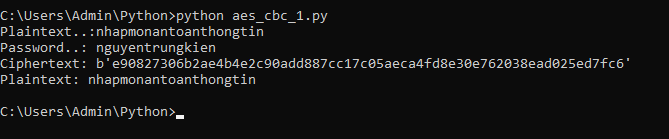 C:\Users\Admin\Python>python aes_cbc_1.py
Plaintext..:nhapmonantoanthongtin
Password..: nguyentrungkien
Ciphertext: b'e90827306b2ae4b4e2c90add887cc17c05aeca4fd8e30e762038ead025ed7fc6'
Plaintext: nhapmonantoanthongtin
C:\Users\Admin\Python>